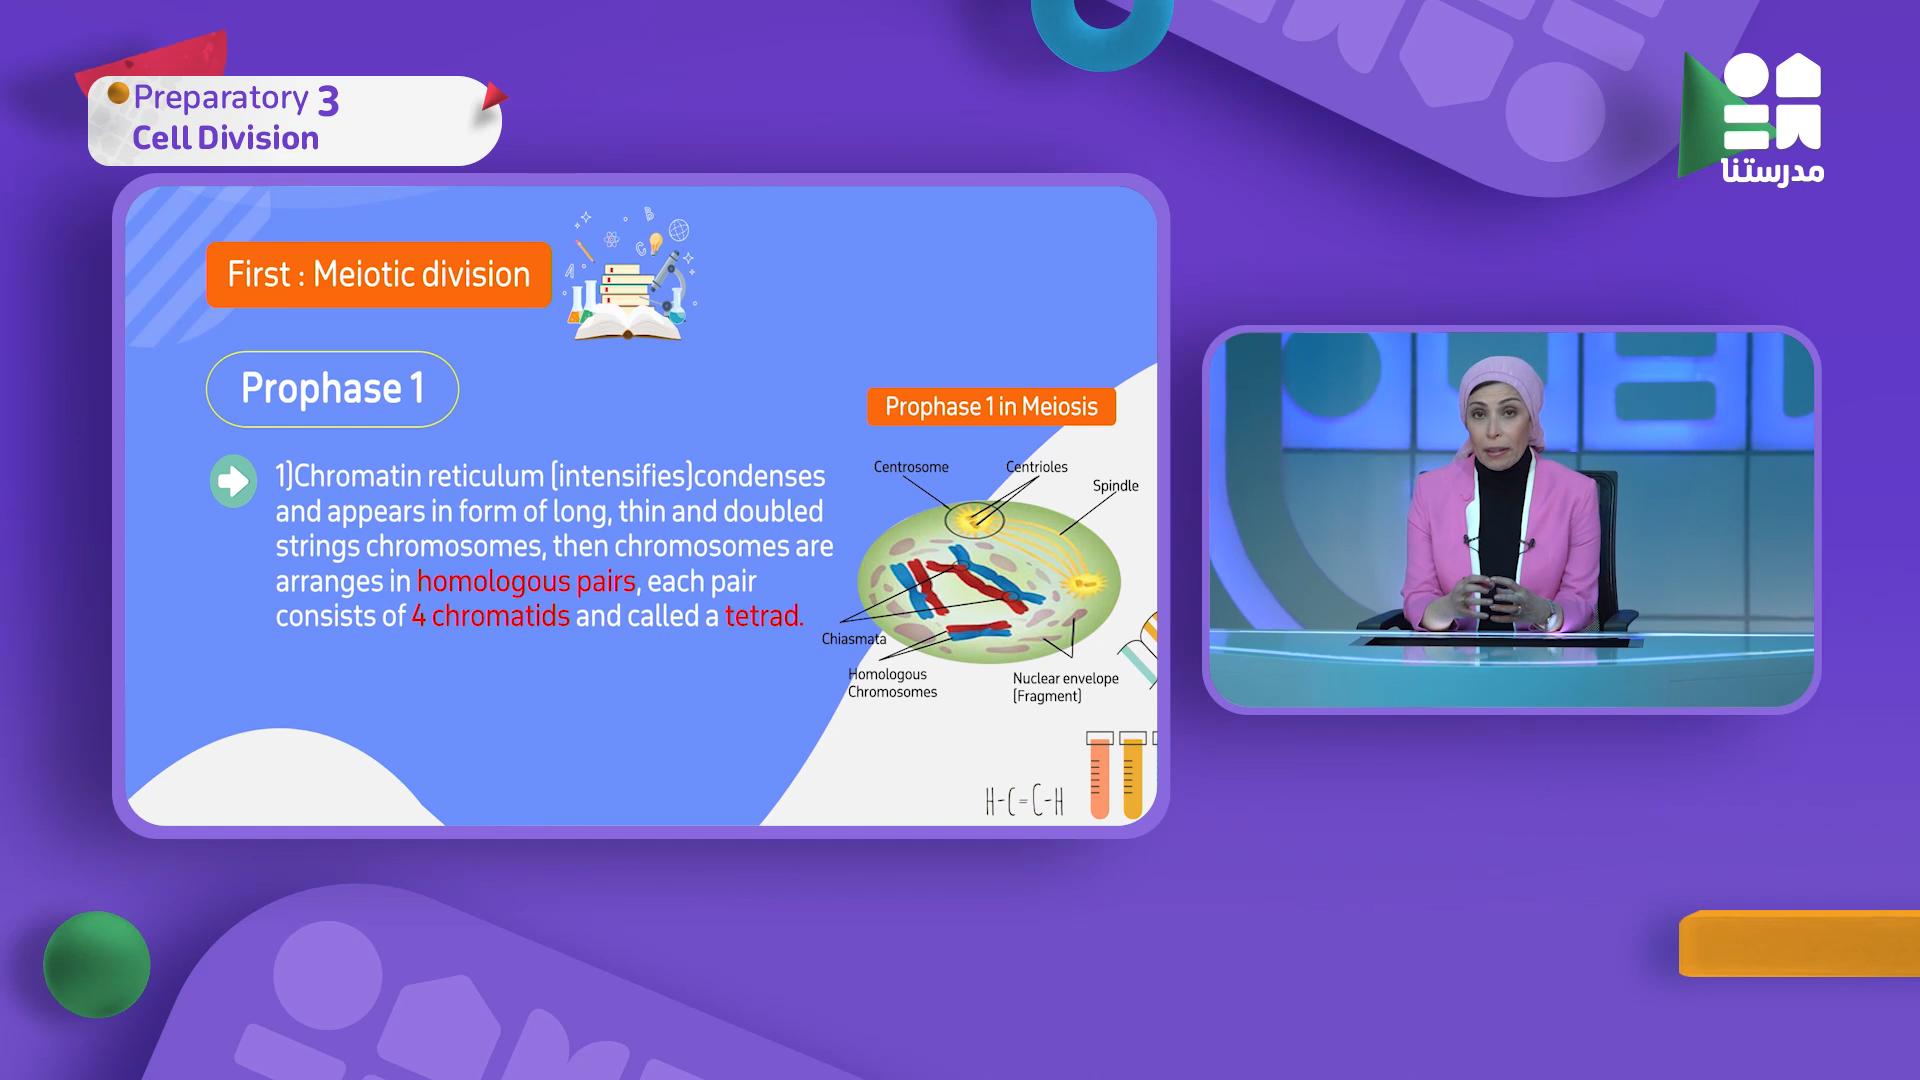 Preparatory 3
Cell Division
مدرستنا
First : Meiotic division
Prophase 1
1)Chromatin reticulum (intensifies)condenses
and appears in form of long, thin and doubled
strings chromosomes, then chromosomes are
arranges in homologous pairs, each pair
consists of 4 chromatids and called a tetrad.
Prophase 1 in Meiosis
Centrosome
Centrioles
Spindle
Chiasmata
Homologous
Chromosomes
Nuclear envelope
(Fragment)
H-C=C-H
A
B
C